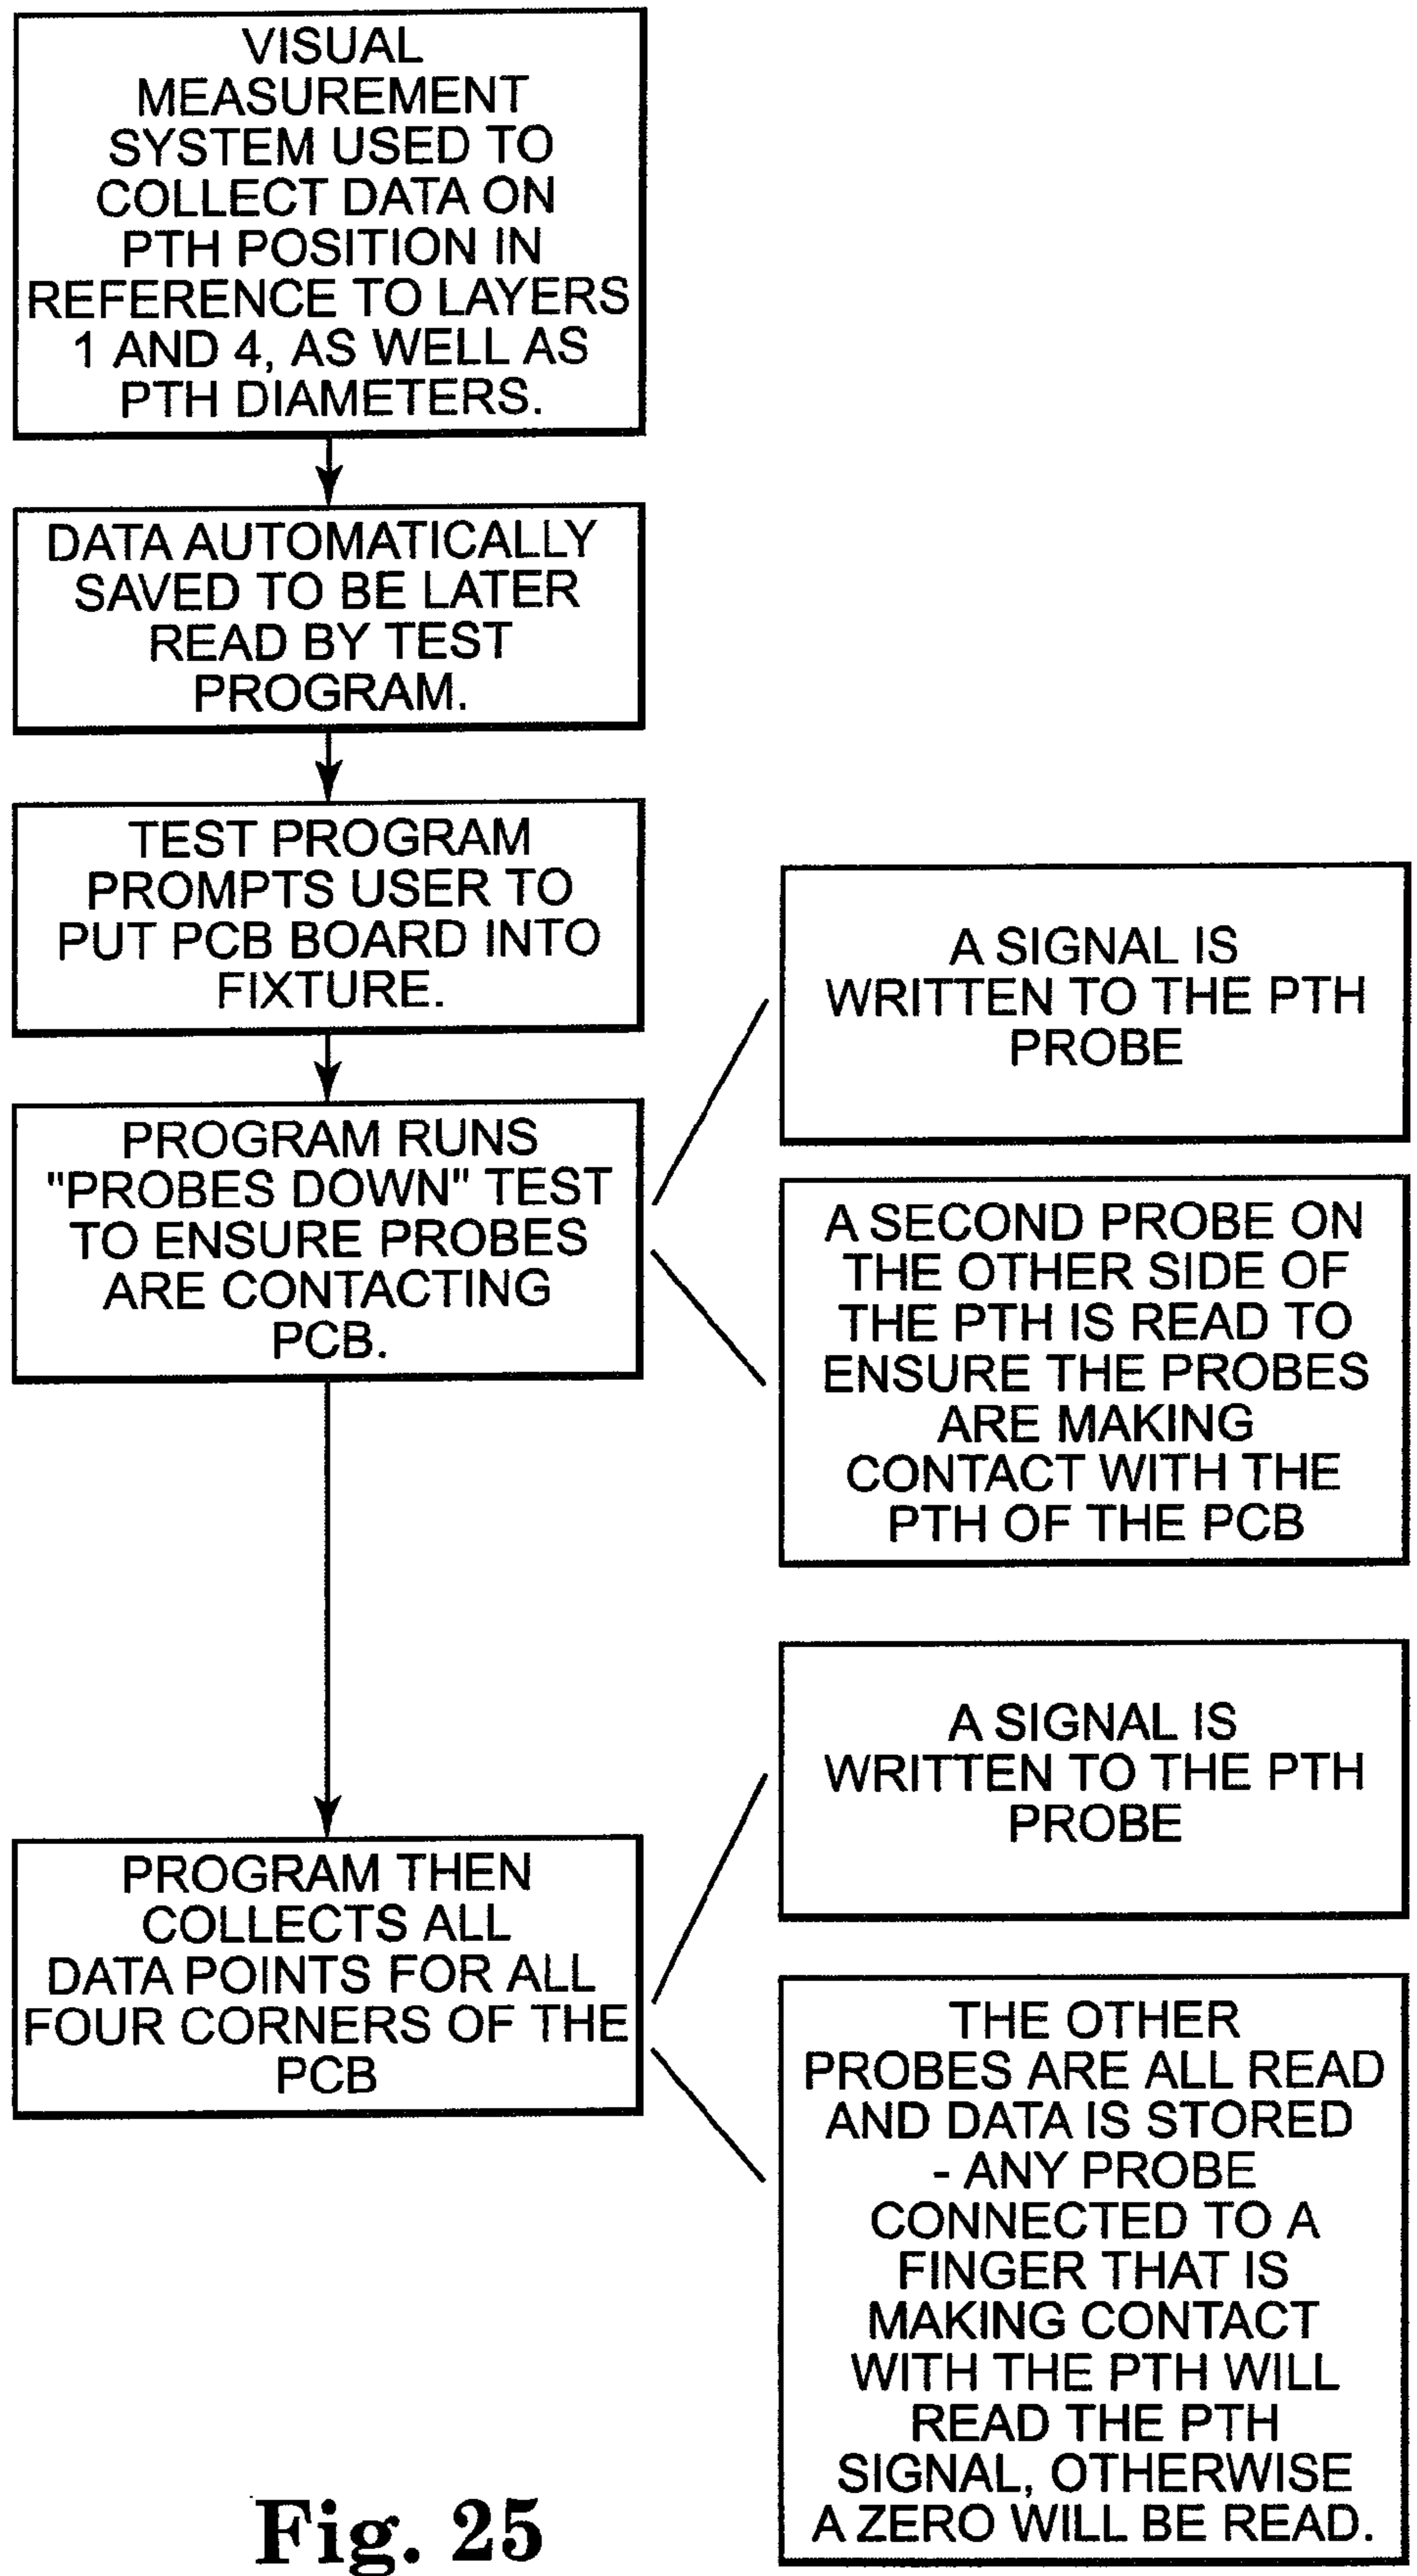 VISUAL
MEASUREMENT
SYSTEM USED TO
COLLECT DATA ON
PTH POSITION IN
REFERENCE TO LAYERS
1 AND 4, AS WELL AS
PTH DIAMETERS.
DATA AUTOMATICALLY
SAVED TO BE LATER
READ BY TEST
PROGRAM.
TEST PROGRAM
PROMPTS USER TO
PUT PCB BOARD INTO
FIXTURE.
PROGRAM RUNS
"PROBES DOWN" TEST
TO ENSURE PROBES
ARE CONTACTING
PCB.
A SIGNAL IS
WRITTEN TO THE PTH
PROBE
A SECOND PROBE ON
THE OTHER SIDE OF
THE PTH IS READ TO
ENSURE THE PROBES
ARE MAKING
CONTACT WITH THE
PTH OF THE PCB
PROGRAM THEN
COLLECTS ALL
DATA POINTS FOR ALL
FOUR CORNERS OF THE
PCB
A SIGNAL IS
WRITTEN TO THE PTH
PROBE
THE OTHER
PROBES ARE ALL READ
AND DATA IS STORED
- ANY PROBE
CONNECTED TO A
FINGER THAT IS
MAKING CONTACT
WITH THE PTH WILL
READ THE PTH
SIGNAL, OTHERWISE
A ZERO WILL BE READ.
Fig. 25